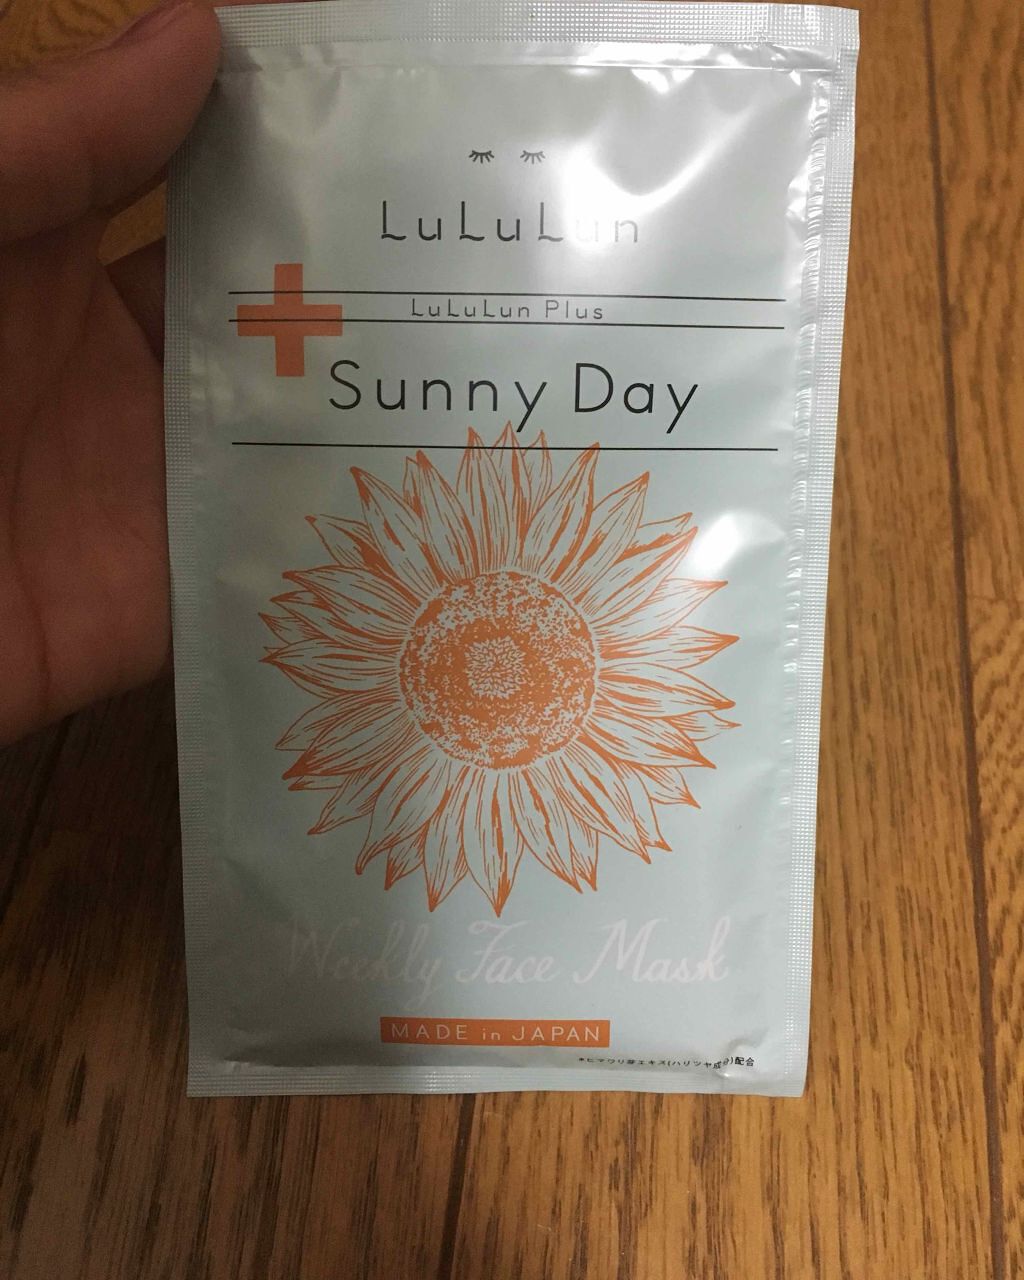 LuLuLun
LuLuLun Plus
Sunny Day
Weekly Face Mask
MADE in JAPAN
*ヒマワリ芽エキス(ハリツヤ成分)配合